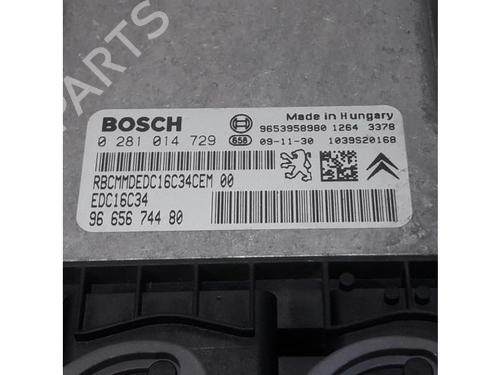 BOSCH
Made in Hungary
9653958980 1264 3378
0 281 014 729
658 09-11-30 1039S20168
RBCMMDEDC16C34CEM 00
EDC16C34
96 656 744 80